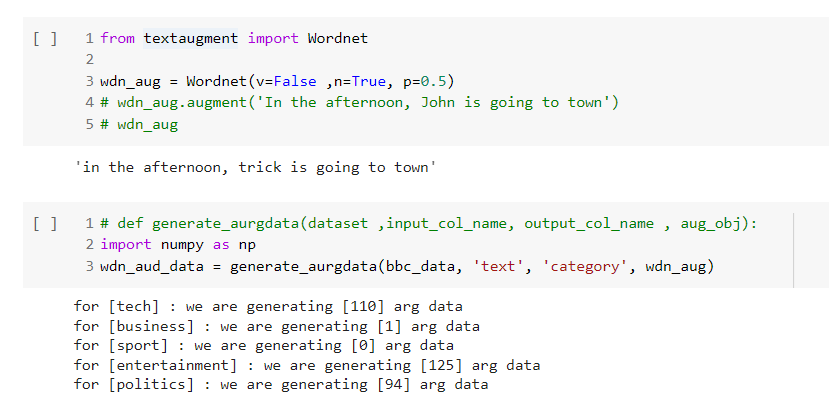 [ ] 1 from textaugment import Wordnet
2
3 wdn_aug = Wordnet(v=False ,n=True, p=0.5)
4 # wdn_aug.augment('In the afternoon, John is going to town')
5 # wdn_aug
'in the afternoon, trick is going to town'
[ ] 1 # def generate_aurgdata(dataset ,input_col_name, output_col_name , aug_obj):
2 import numpy as np
3 wdn_aud_data = generate_aurgdata(bbc_data, 'text', 'category', wdn_aug)
for [tech] : we are generating [110] arg data
for [business] : we are generating [1] arg data
for [sport] : we are generating [0] arg data
for [entertainment] : we are generating [125] arg data
for [politics] : we are generating [94] arg data